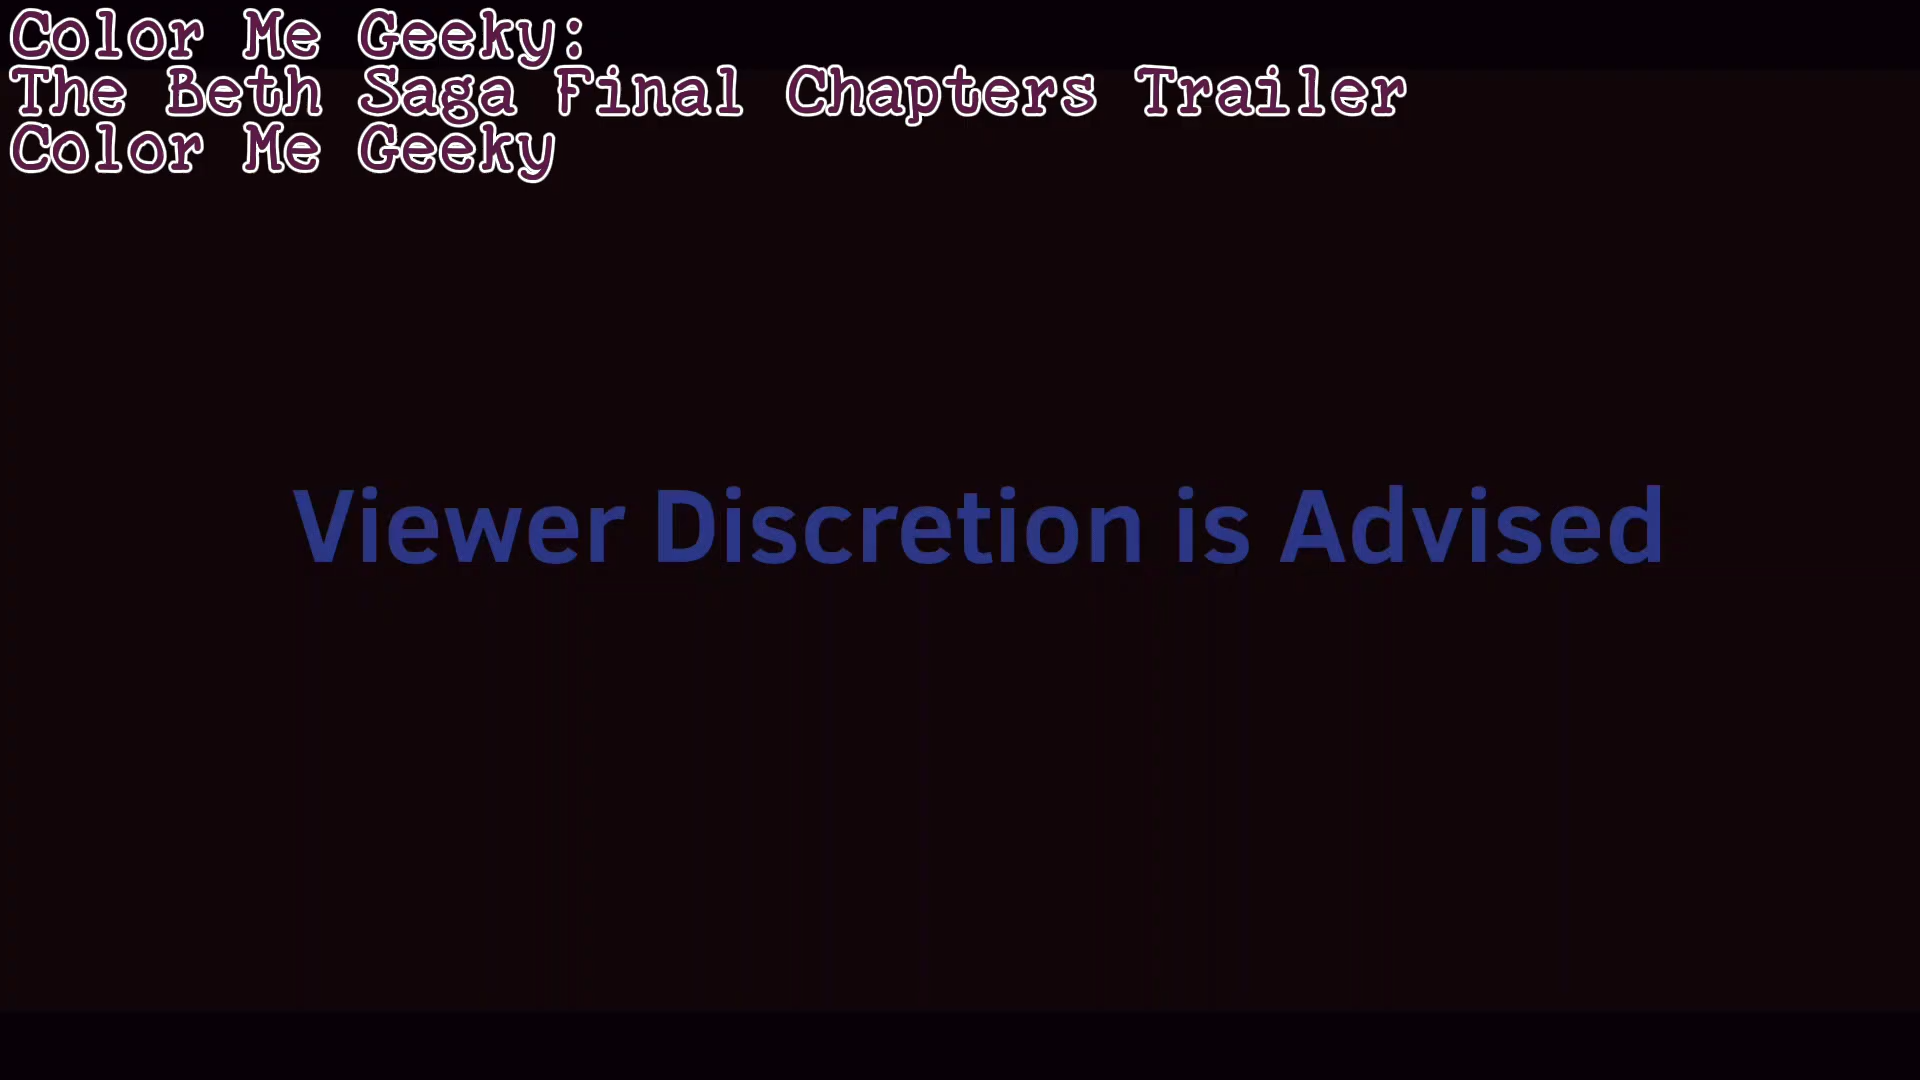 Color Me Geeky:
The Beth Saga Final Chapters Trailer
Color Me Geeky
Viewer Discretion is Advised